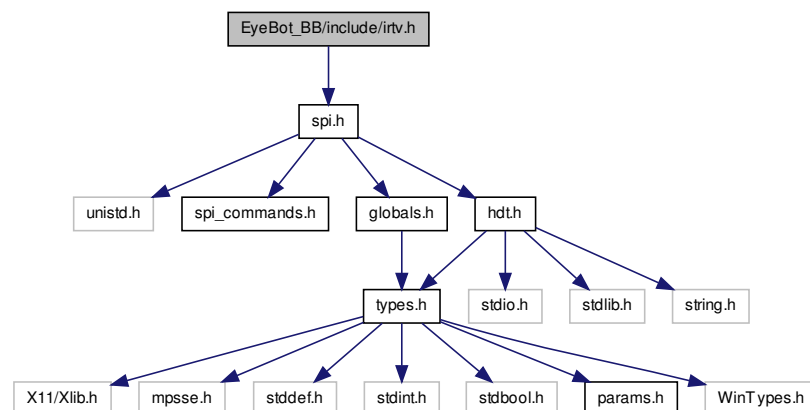 EyeBot_BB/include/irtv.h
spi.h
unistd.h
spi_commands.h
globals.h
hdt.h
types.h
stdio.h
stdlib.h
string.h
X11/Xlib.h
mpsse.h
stddef.h
stdint.h
stdbool.h
params.h
WinTypes.h